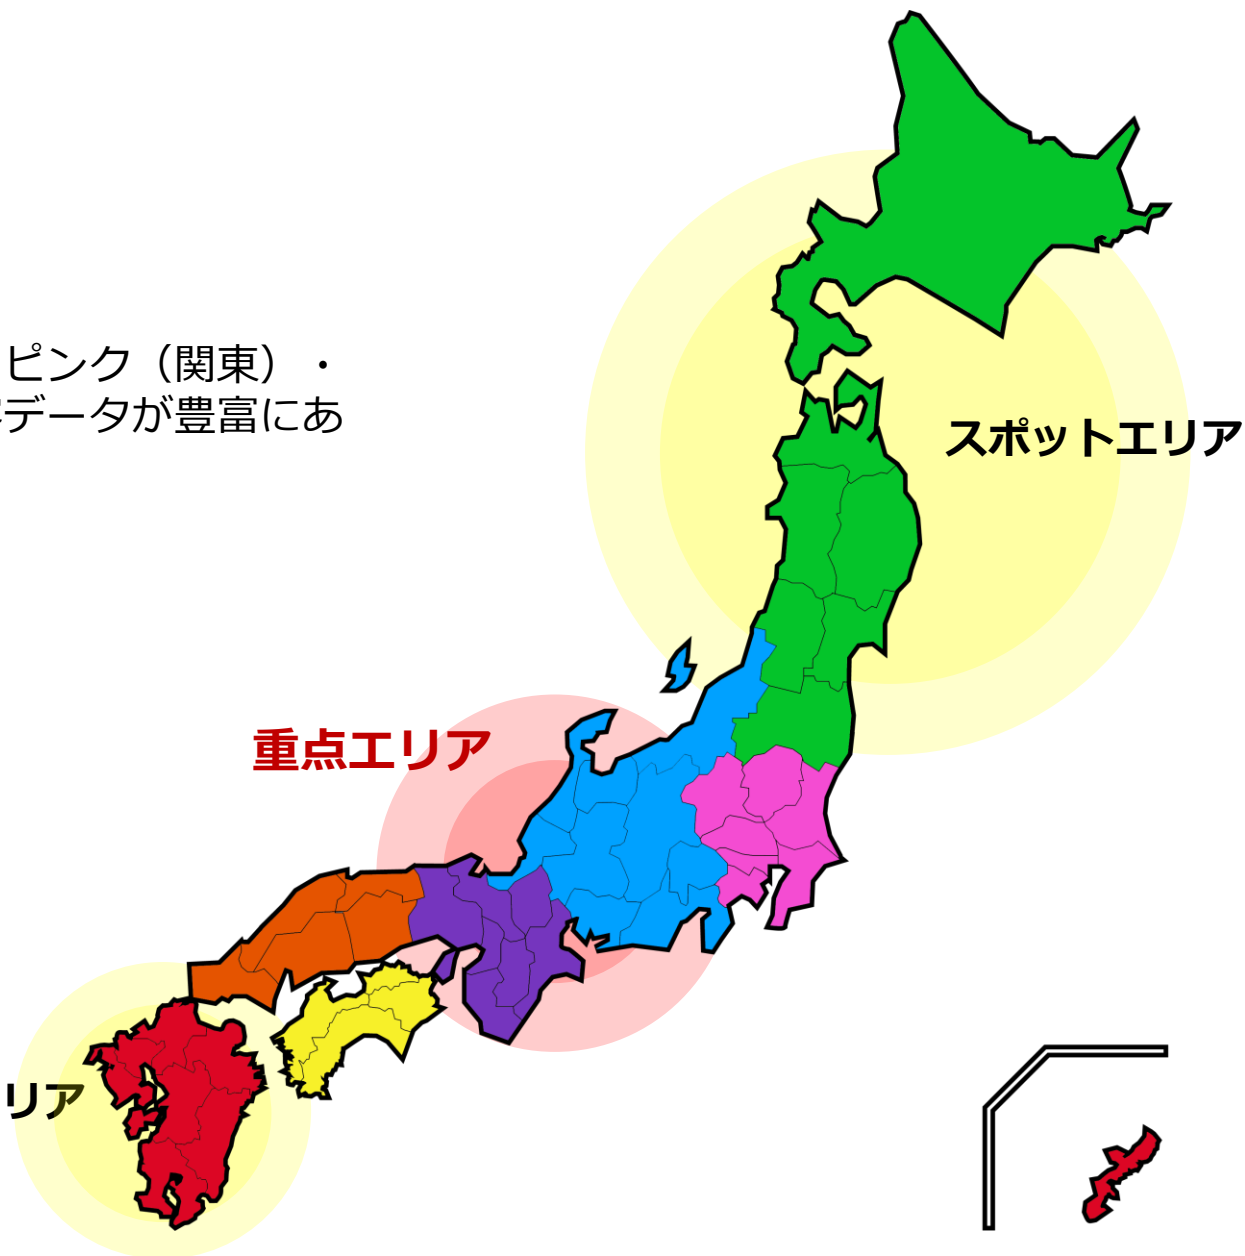 ピンク（関東）・
データが豊富にあ
スポットエリア
重点エリア
リア